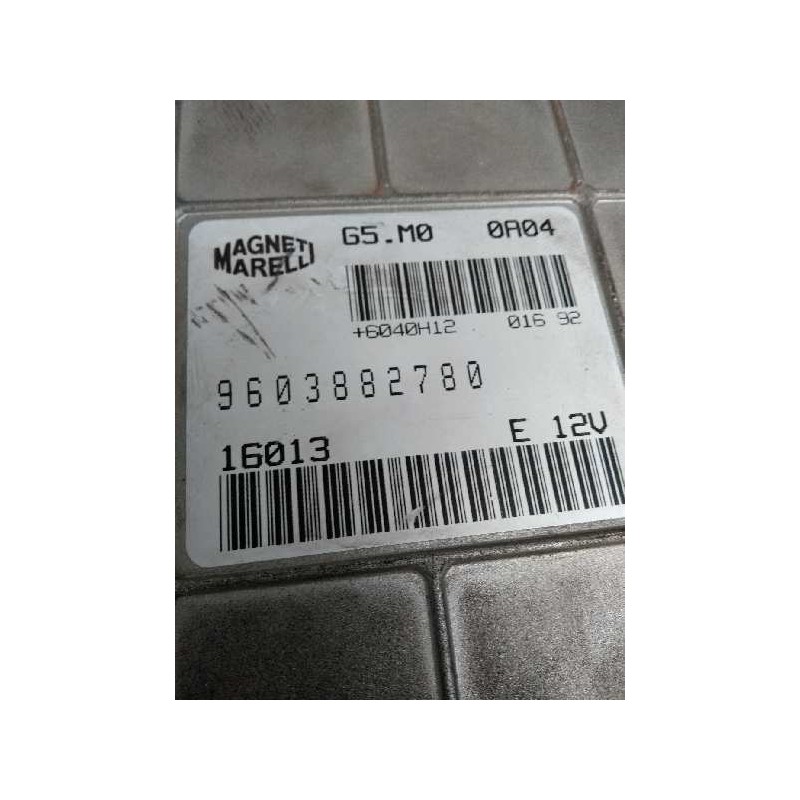 MAGNETI
MARELLI
G5.M0 0A04
+6040H12 016 92
9603882780
16013 E 12V